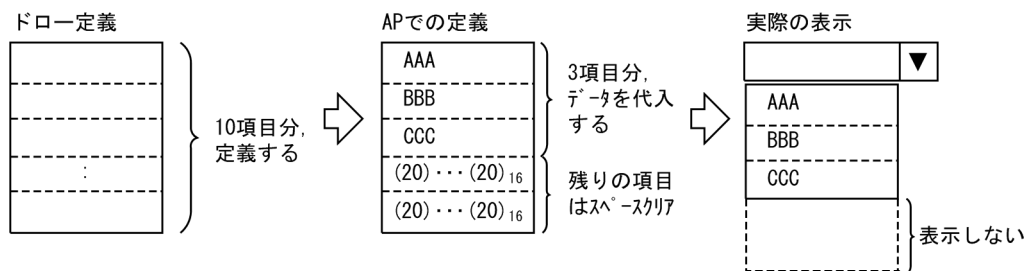 ドロー定義
10項目分,
定義する
:
APでの定義
AAA
BBB
CCC
(20)・・・(20)16
(20)・・・(20)16
3項目分,
ﾃﾞｰﾀを代入
する
残りの項目
はｽﾍﾟｰｽｸﾘｱ
実際の表示
▼
AAA
BBB
CCC
表示しない